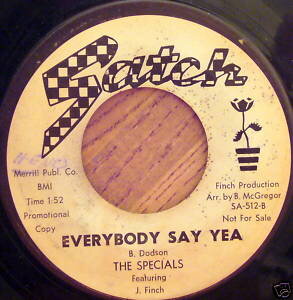 Satch
Merrill Publ. Co.
BMI
Time 1:52
Promotional
Copy
Finch Production
Arr. by B. McGregor
SA-512-B
Not For Sale
EVERYBODY SAY YEA
B. Dodson
THE SPECIALS
Featuring
J. Finch